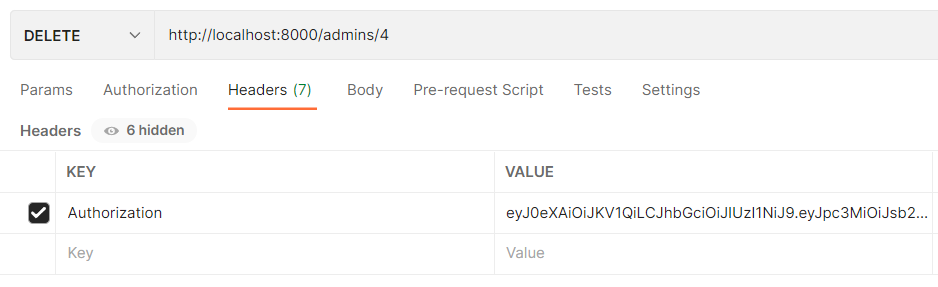 DELETE http://localhost:8000/admins/4
Params Authorization Headers (7) Body Pre-request Script Tests Settings
Headers 6 hidden
KEY VALUE
Authorization eyJ0eXAiOiJKV1QiLCJhbGciOiJIUzI1NiJ9.eyJpc3MiOiJsb2...
Key Value